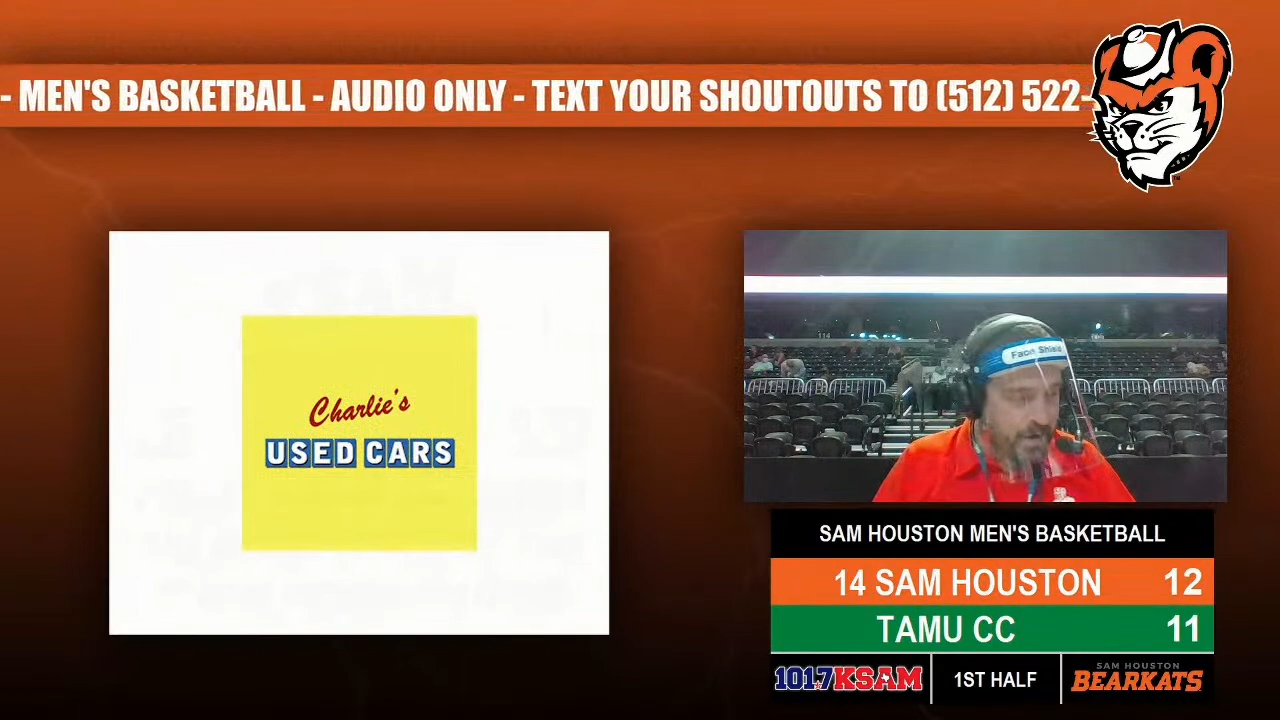 - MEN'S BASKETBALL - AUDIO ONLY - TEXT YOUR SHOUTOUTS TO (512) 522-
Charlie's
USED CARS
114
Face Shield
SAM HOUSTON MEN'S BASKETBALL
14 SAM HOUSTON 12
TAMU CC 11
101.7 KSAM
1ST HALF
SAM HOUSTON
BEARKATS